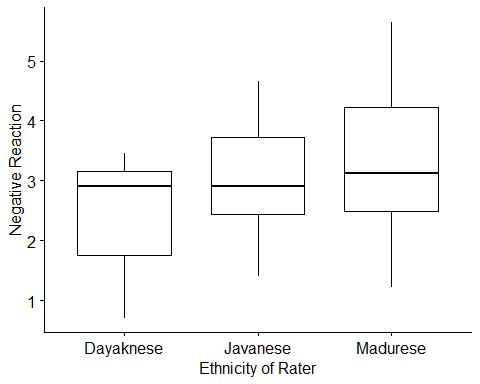 Negative Reaction
5
4
3
2
1
Dayaknese Javanese Madurese
Ethnicity of Rater